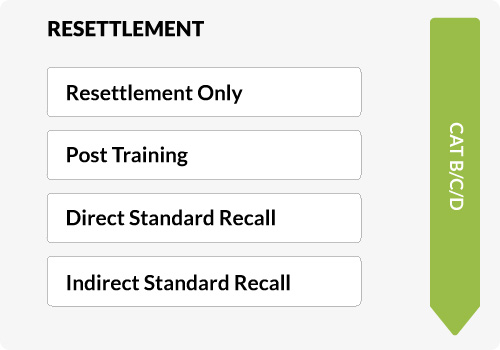 RESETTLEMENT
Resettlement Only
Post Training
Direct Standard Recall
Indirect Standard Recall
CAT B/C/D